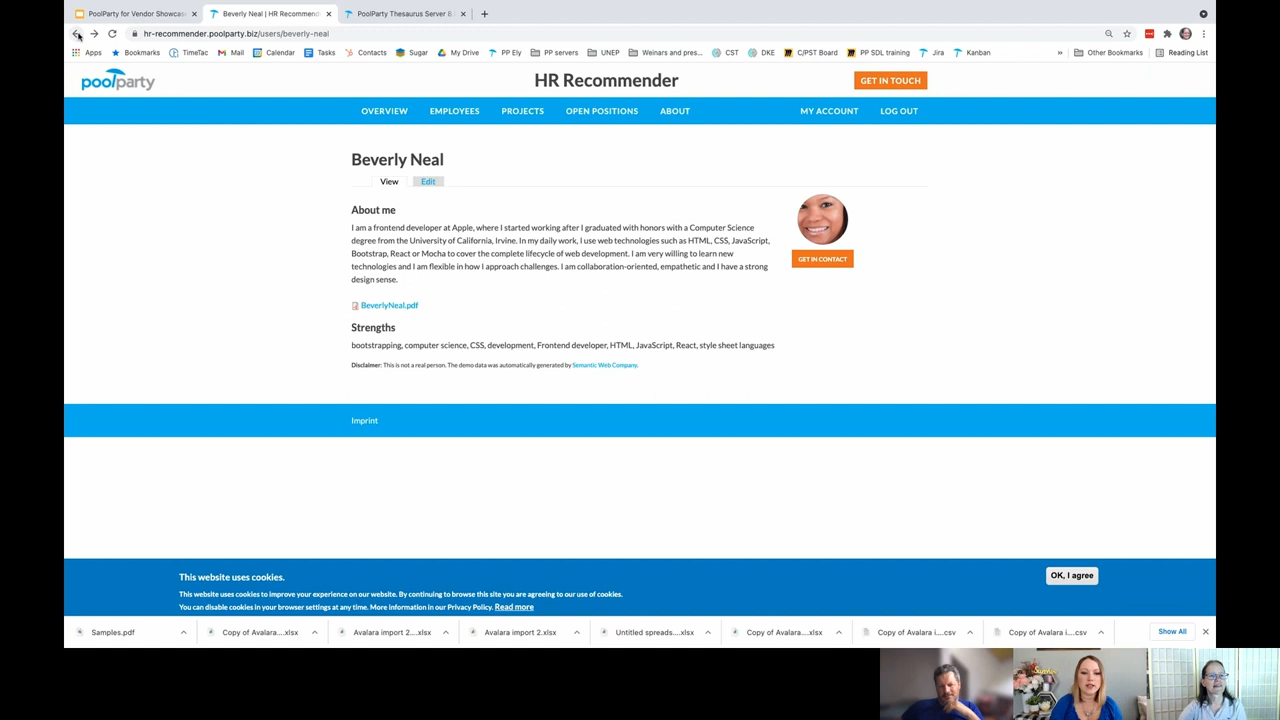 PoolParty for Vendor Showcas
Beverly Neal | HR Recommend
PoolParty Thesaurus Server 8.
hr-recommender.poolparty.biz/users/beverly-neal
Apps
Bookmarks
TimeTac
Mail
Calendar
Tasks
Contacts
Sugar
My Drive
PP Ely
PP servers
UNEP
Weinars and pres...
CST
DKE
C/PST Board
PP SDL training
Jira
Kanban
»
Other Bookmarks
Reading List
poolparty
HR Recommender
GET IN TOUCH
OVERVIEW
EMPLOYEES
PROJECTS
OPEN POSITIONS
ABOUT
MY ACCOUNT
LOG OUT
Beverly Neal
View
Edit
About me
I am a frontend developer at Apple, where I started working after I graduated with honors with a Computer Science
degree from the University of California, Irvine. In my daily work, I use web technologies such as HTML, CSS, JavaScript,
Bootstrap, React or Mocha to cover the complete lifecycle of web development. I am very willing to learn new
technologies and I am flexible in how I approach challenges. I am collaboration-oriented, empathetic and I have a strong
design sense.
GET IN CONTACT
BeverlyNeal.pdf
Strengths
bootstrapping, computer science, CSS, development, Frontend developer, HTML, JavaScript, React, style sheet languages
Disclaimer: This is not a real person. The demo data was automatically generated by Semantic Web Company.
Imprint
This website uses cookies.
This website uses cookies to improve your experience on our website. By continuing to browse this site you are agreeing to our use of cookies.
You can disable cookies in your browser settings at any time. More information in our Privacy Policy. Read more
OK, I agree
Samples.pdf
Copy of Avalara....xlsx
Avalara import 2....xlsx
Avalara import 2.xlsx
Untitled spreads....xlsx
Copy of Avalara....xlsx
Copy of Avalara i....csv
Copy of Avalara i....csv
Show All